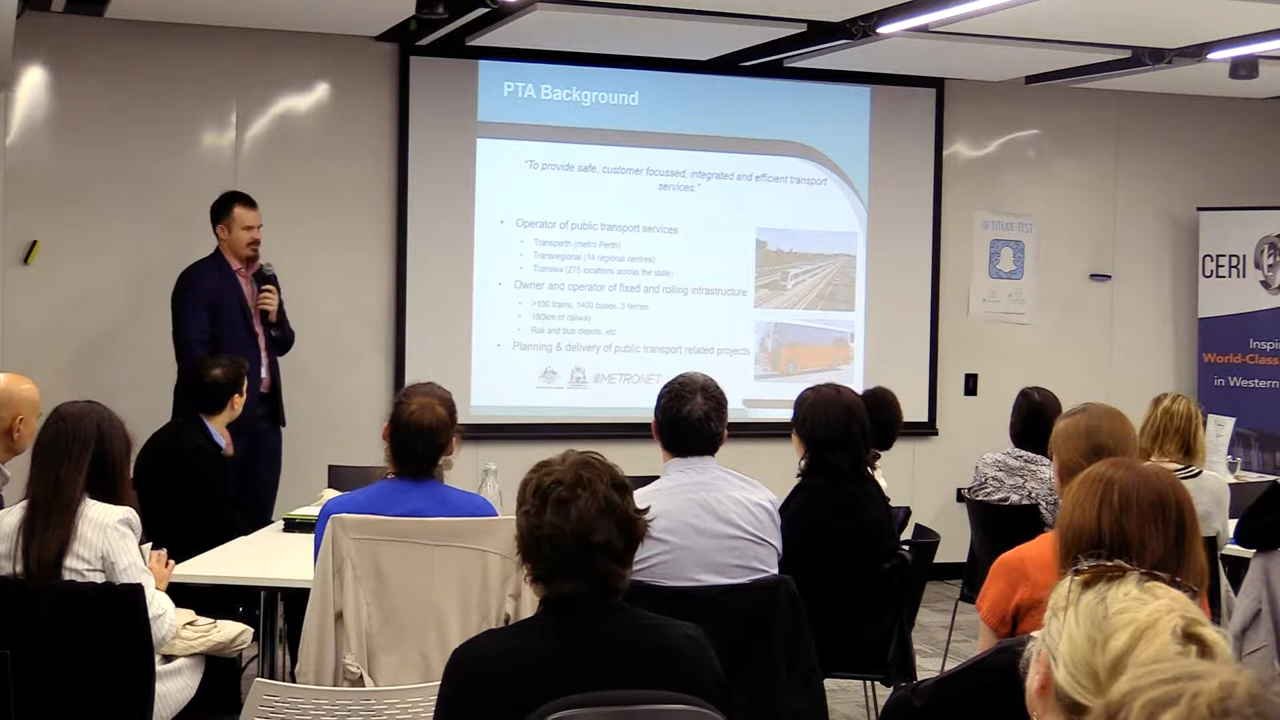 PTA Background
"To provide safe, customer focussed, integrated and efficient transport
services."
• Operator of public transport services
• Transperth (metro Perth)
• Transregional (14 regional centres)
• Transwa (275 locations across the state)
• Owner and operator of fixed and rolling infrastructure
• >100 trains, 1400 buses, 3 ferries
• 180km of railway
• Rail and bus depots, etc
• Planning & delivery of public transport related projects
METRONET
APTITUDE TEST
CERI
Inspi
World-Class
in Western